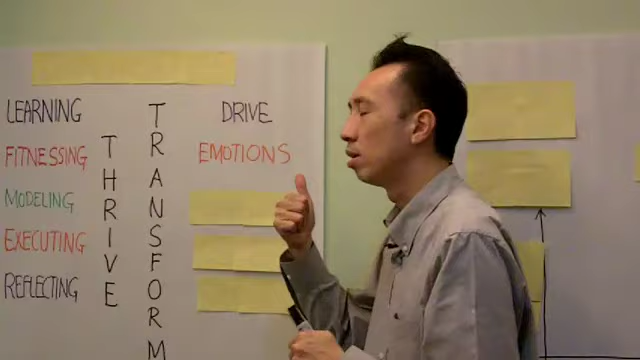 LEARNING
FITNESSING
MODELING
EXECUTING
REFLECTING
THRIVE
TRANSFORM
DRIVE
EMOTIONS